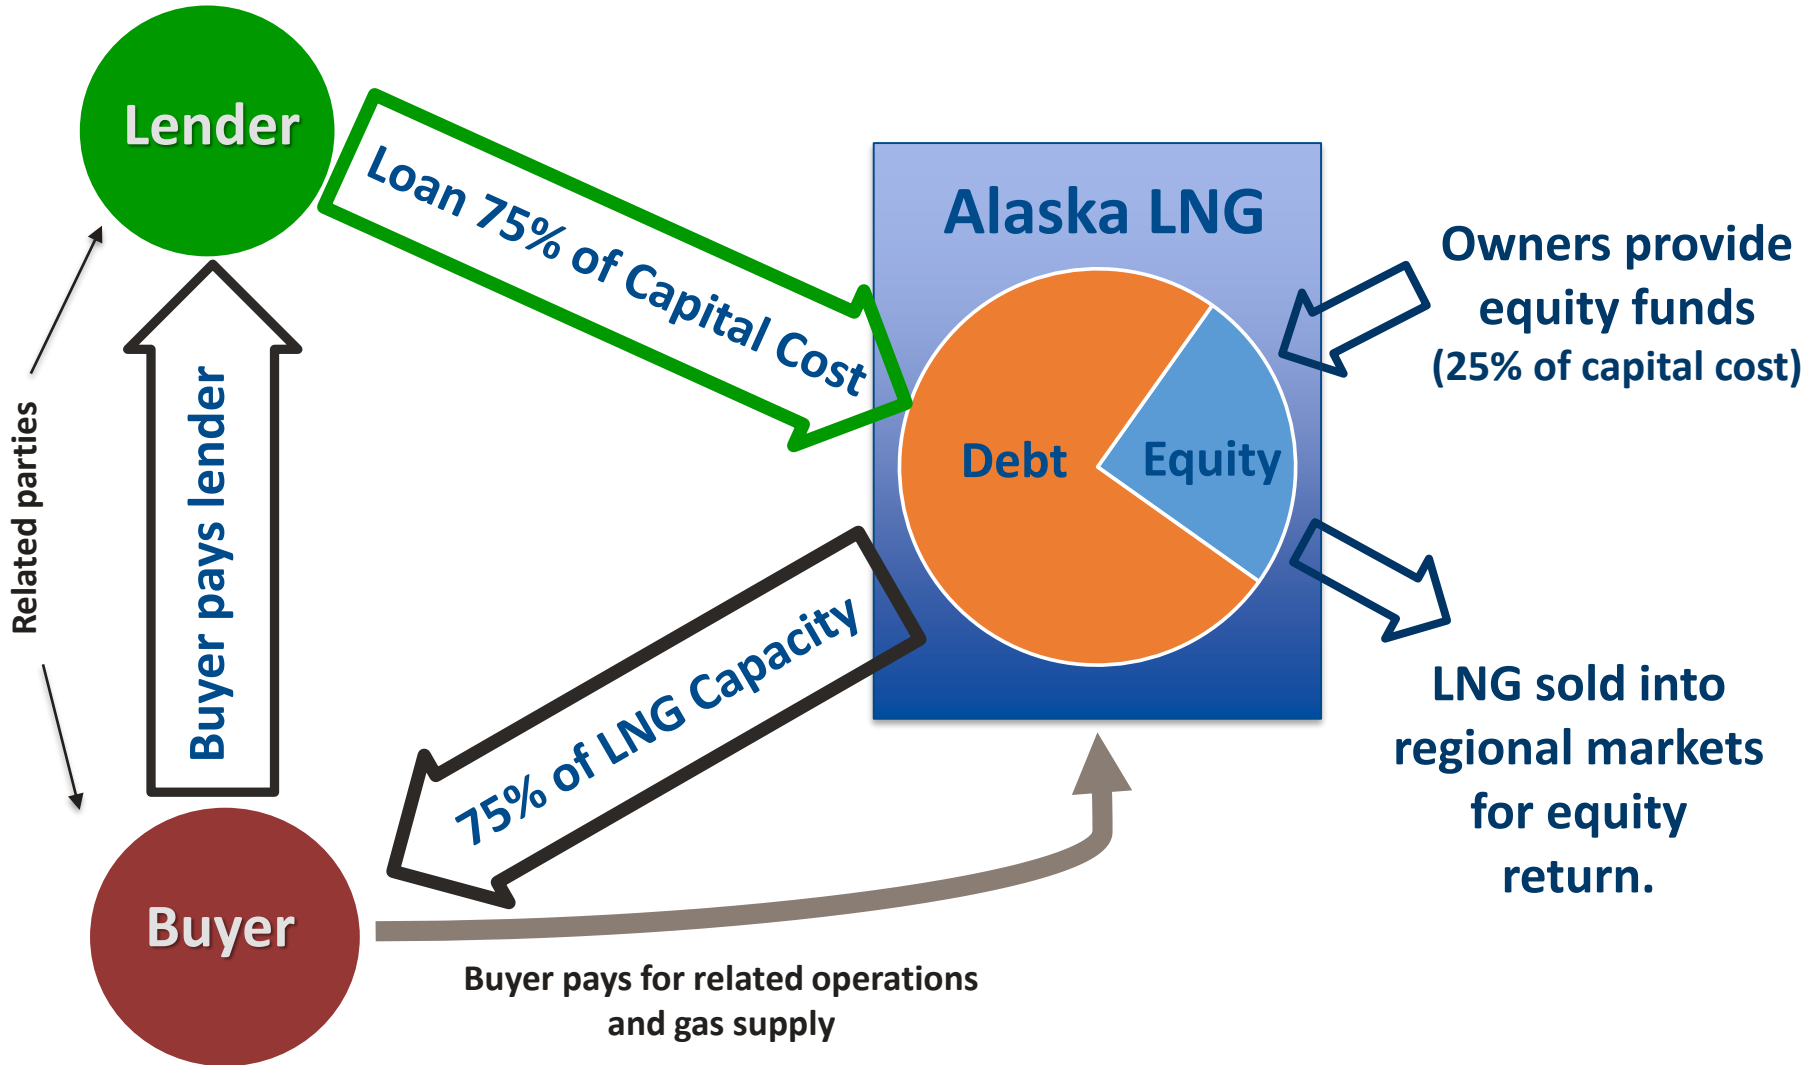 Lender
Loan 75% of Capital Cost
Alaska LNG
Owners provide
equity funds
(25% of capital cost)
Related parties
Buyer pays lender
Debt
Equity
75% of LNG Capacity
LNG sold into
regional markets
for equity
return.
Buyer
Buyer pays for related operations
and gas supply